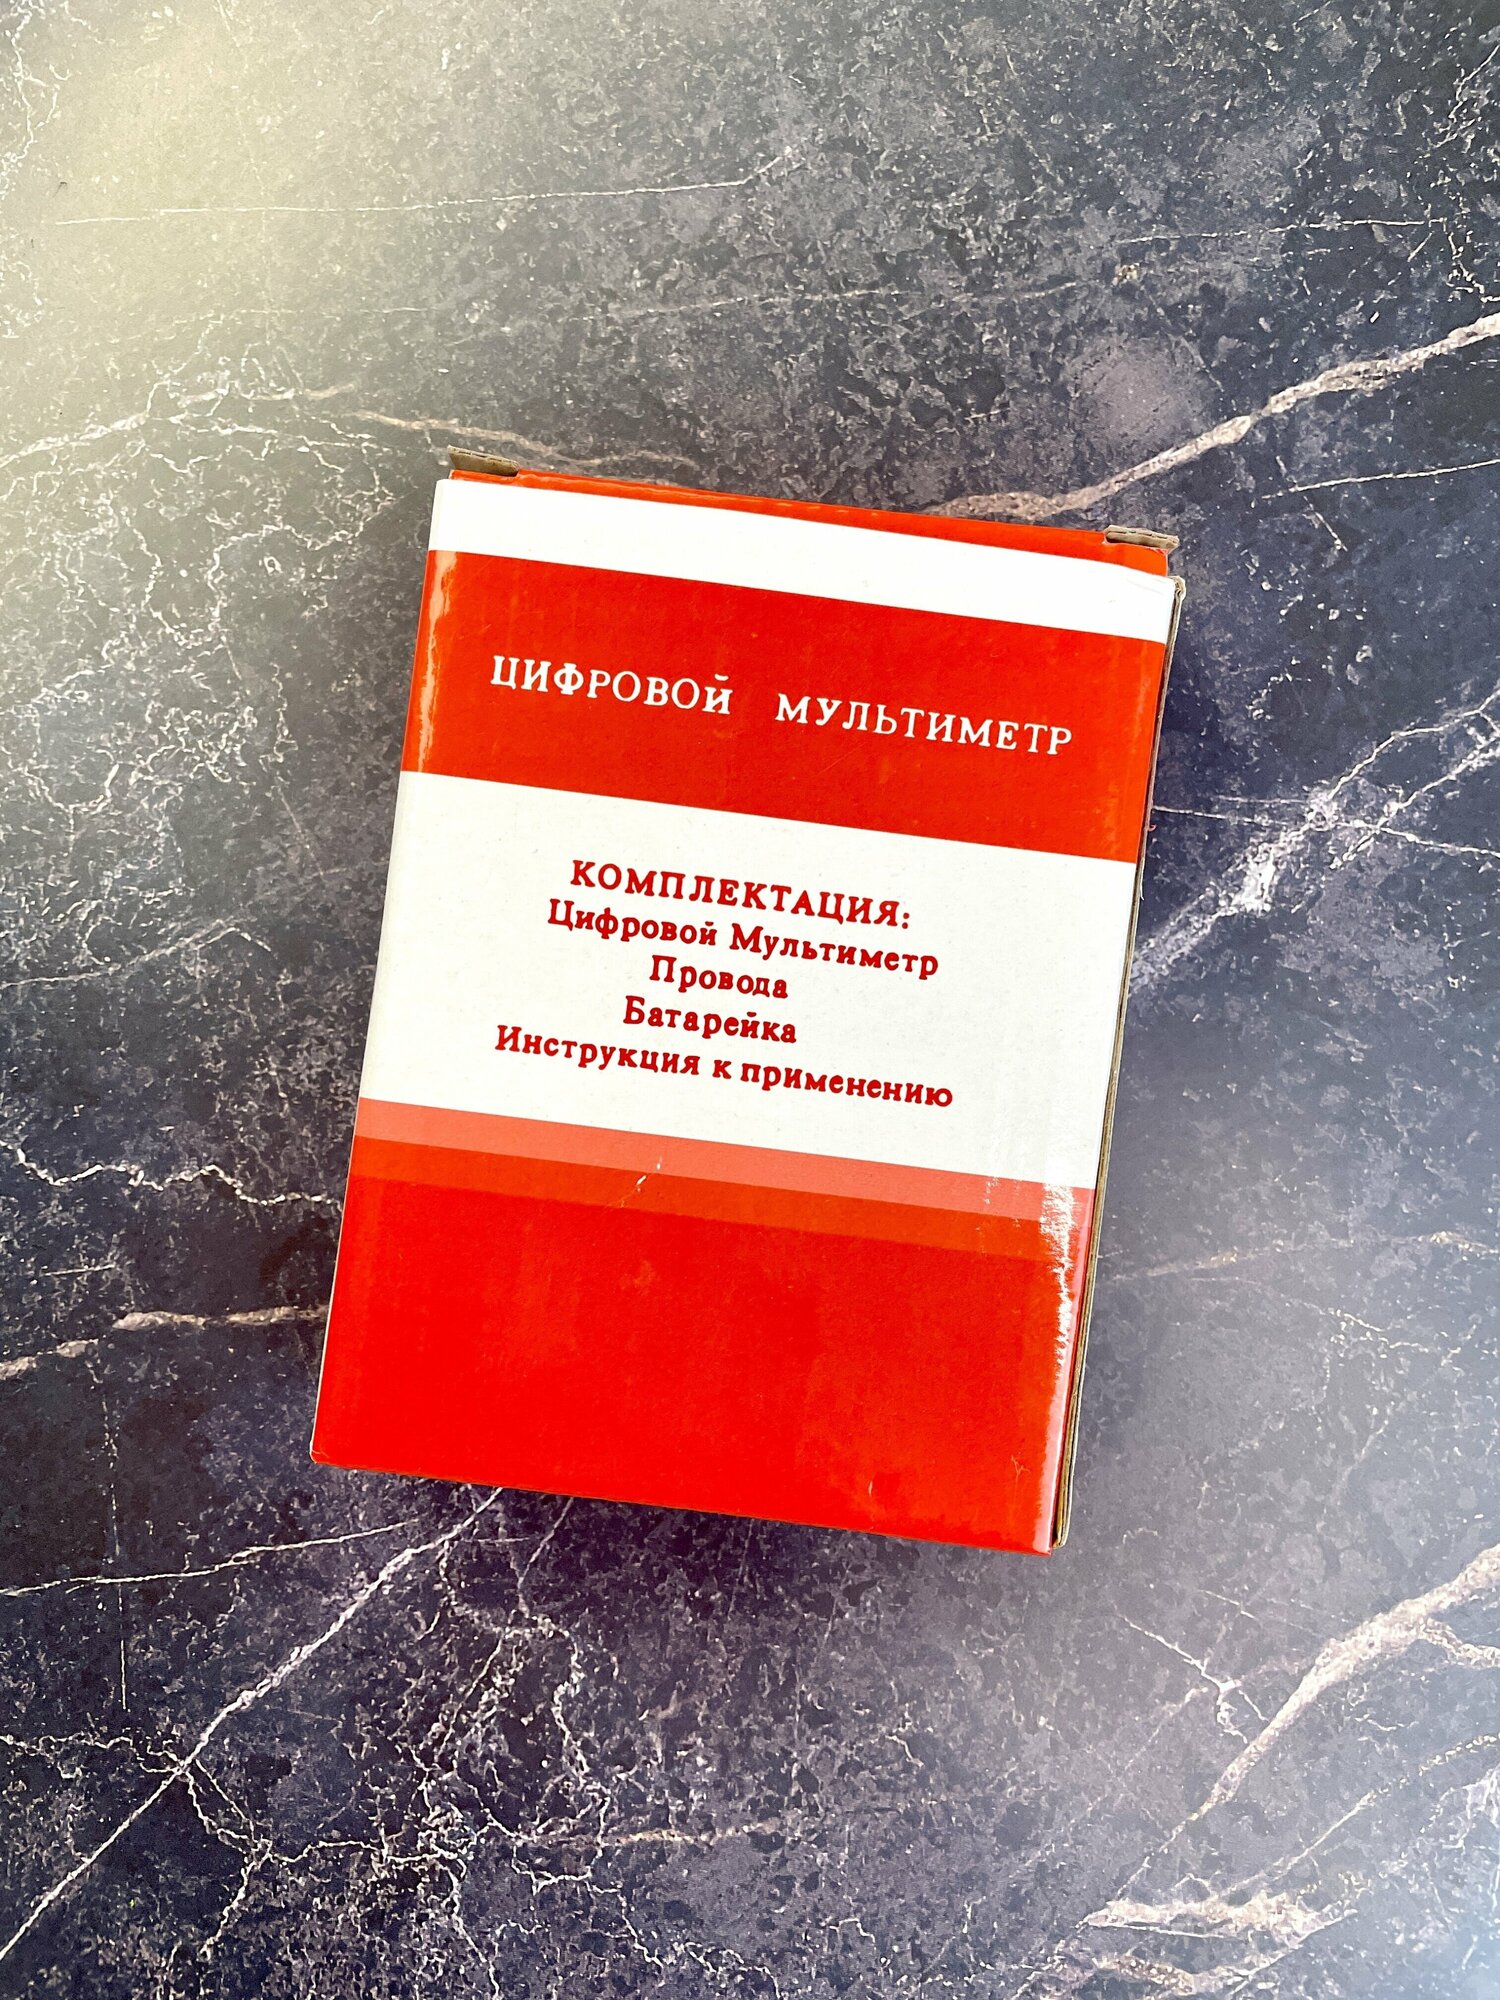 ЦИФРОВОЙ МУЛЬТИМЕТР
КОМПЛЕКТАЦИЯ:
Цифровой Мультиметр
Провода
Батарейка
Инструкция к применению